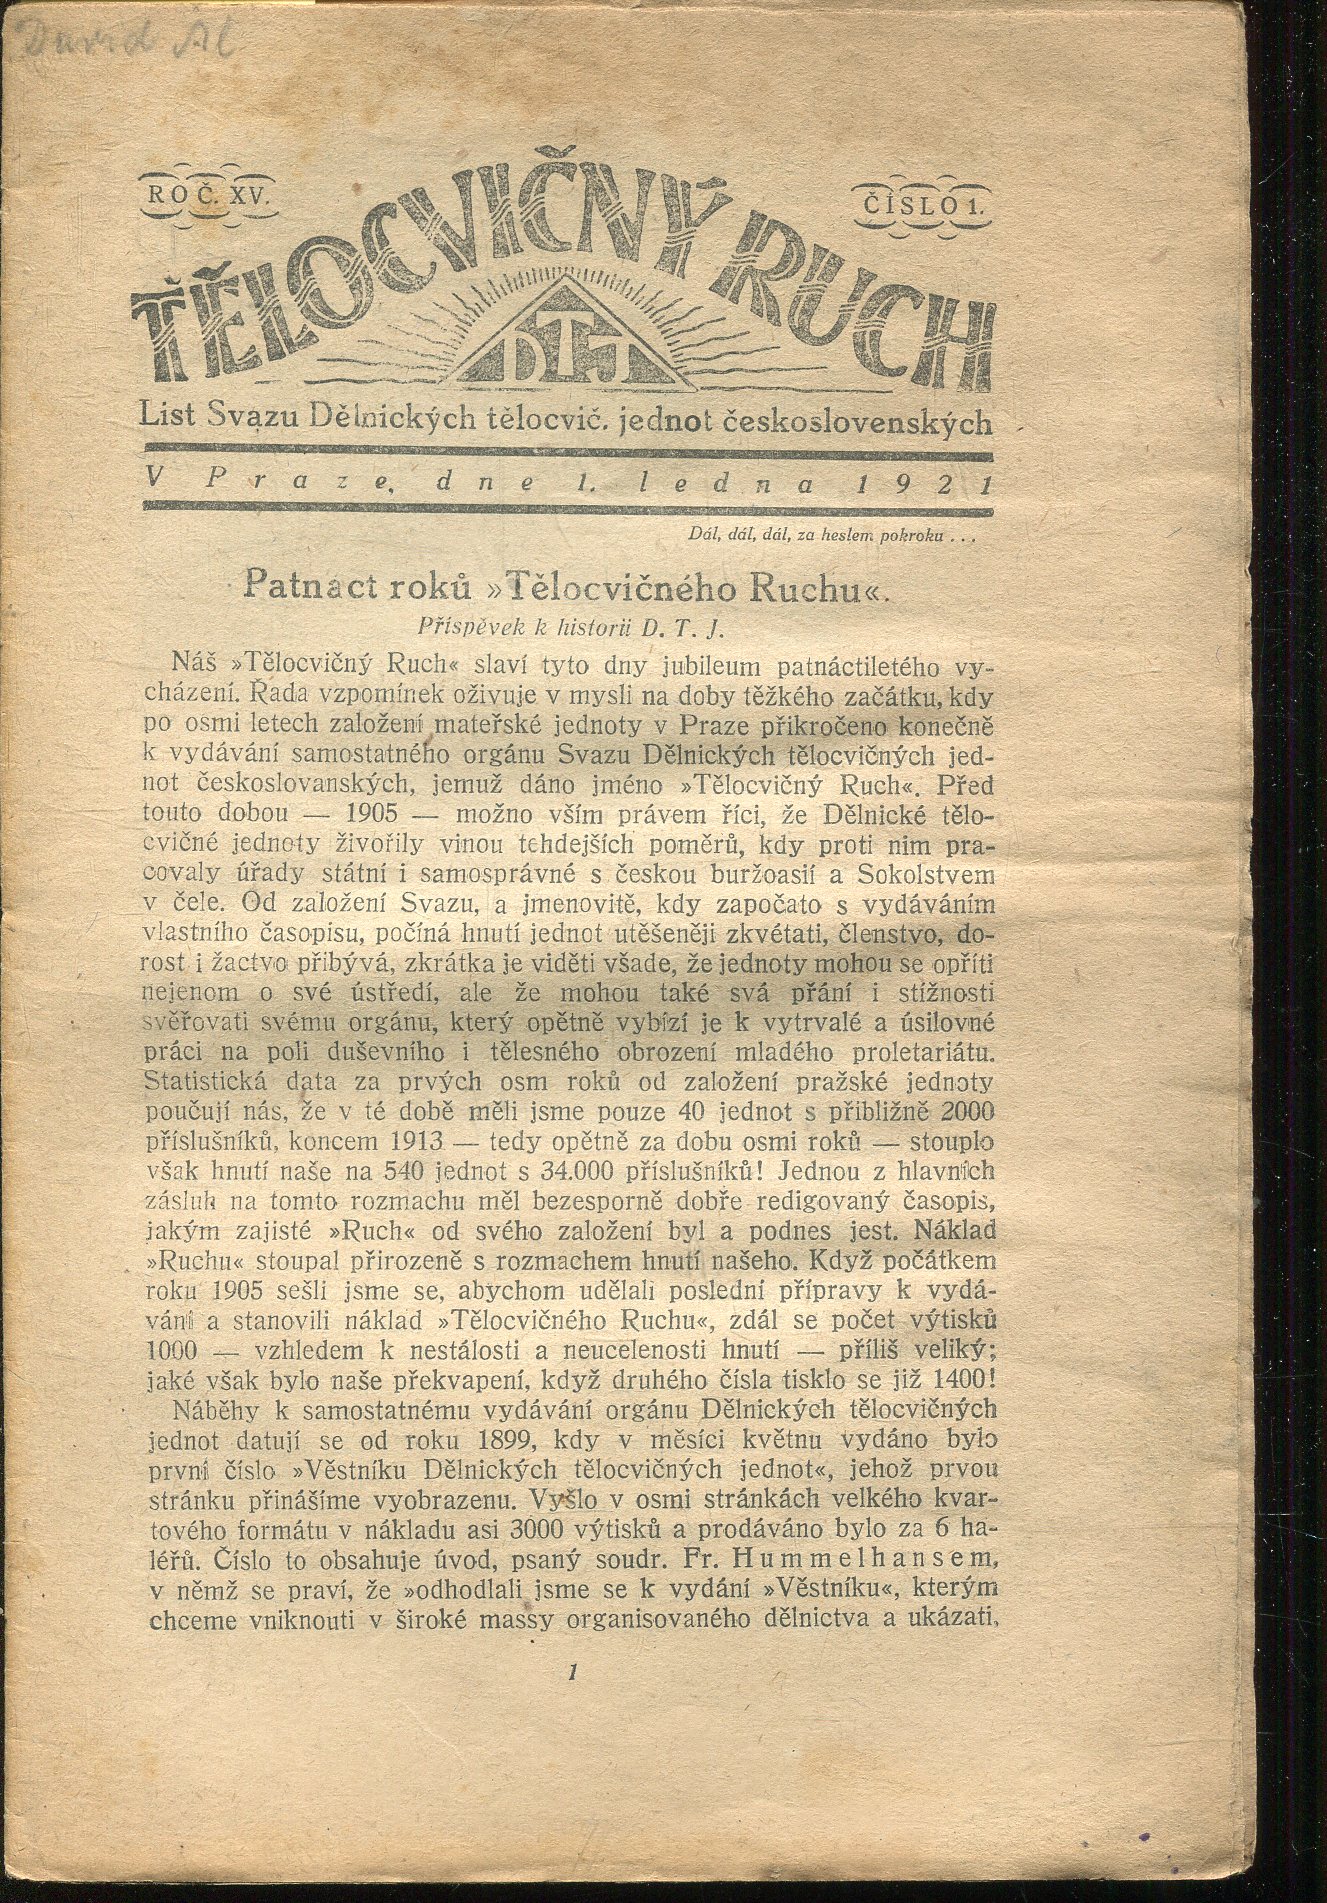 David Al
ROČ. XV.
ČÍSLO 1.
TĚLOCVIČNÝ RUCH
DTJ
List Svazu Dělnických tělocvič. jednot československých
V Praze, dne 1. ledna 1921
Dál, dál, dál, za heslem pokroku . . .
Patnact roků »Tělocvičného Ruchu«.
Příspěvek k historii D. T. J.
Náš »Tělocvičný Ruch« slaví tyto dny jubileum patnáctiletého vy-
cházení. Řada vzpomínek oživuje v mysli na doby těžkého začátku, kdy
po osmi letech založení mateřské jednoty v Praze přikročeno konečně
k vydávání samostatného orgánu Svazu Dělnických tělocvičných jed-
not českoslovanských, jemuž dáno jméno »Tělocvičný Ruch«. Před
touto dobou — 1905 — možno vším právem říci, že Dělnické tělo-
cvičné jednoty živořily vinou tehdejších poměrů, kdy proti nim pra-
covaly úřady státní i samosprávné s českou buržoasií a Sokolstvem
v čele. Od založení Svazu, a jmenovitě, kdy započato s vydáváním
vlastního časopisu, počíná hnutí jednot utěšeněji zkvétati, členstvo, do-
rost i žactvo přibývá, zkrátka je viděti všade, že jednoty mohou se opříti
nejenom o své ústředí, ale že mohou také svá přání i stížnosti
svěřovati svému orgánu, který opětně vybízí je k vytrvalé a úsilovné
práci na poli duševního i tělesného obrození mladého proletariátu.
Statistická data za prvých osm roků od založení pražské jednoty
poučují nás, že v té době měli jsme pouze 40 jednot s přibližně 2000
příslušníků, koncem 1913 — tedy opětně za dobu osmi roků — stouplo
však hnutí naše na 540 jednot s 34.000 příslušníků! Jednou z hlavních
zásluh na tomto rozmachu měl bezesporně dobře redigovaný časopis,
jakým zajisté »Ruch« od svého založení byl a podnes jest. Náklad
»Ruchu« stoupal přirozeně s rozmachem hnutí našeho. Když počátkem
roku 1905 sešli jsme se, abychom udělali poslední přípravy k vydá-
vání a stanovili náklad »Tělocvičného Ruchu«, zdál se počet výtisků
1000 — vzhledem k nestálosti a neucelenosti hnutí — příliš veliký;
jaké však bylo naše překvapení, když druhého čísla tisklo se již 1400!
Náběhy k samostatnému vydávání orgánu Dělnických tělocvičných
jednot datují se od roku 1899, kdy v měsíci květnu vydáno bylo
první číslo »Věstníku Dělnických tělocvičných jednot«, jehož prvou
stránku přinášíme vyobrazenu. Vyšlo v osmi stránkách velkého kvar-
tového formátu v nákladu asi 3000 výtisků a prodáváno bylo za 6 ha-
léřů. Číslo to obsahuje úvod, psaný soudr. Fr. Hummelhansem,
v němž se praví, že »odhodlali jsme se k vydání »Věstníku«, kterým
chceme vniknouti v široké massy organisovaného dělnictva a ukázati,
1